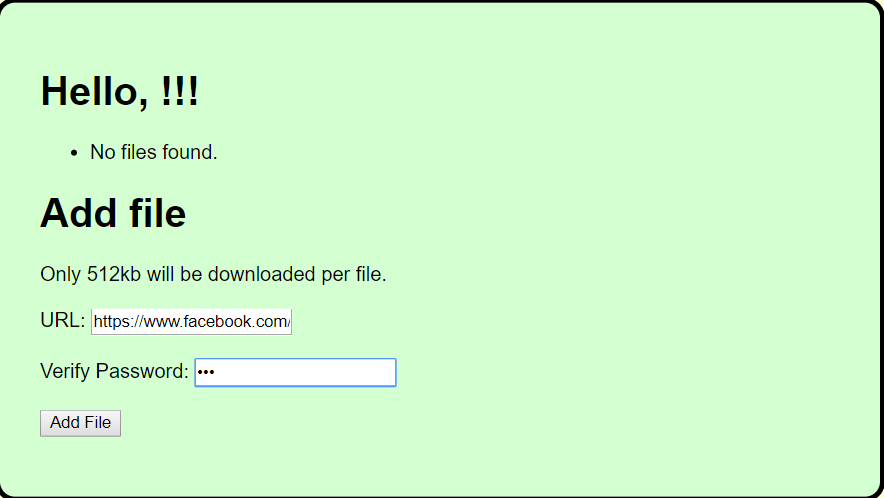 Hello, !!!
• No files found.
Add file
Only 512kb will be downloaded per file.
URL: https://www.facebook.com/
Verify Password: •••
Add File